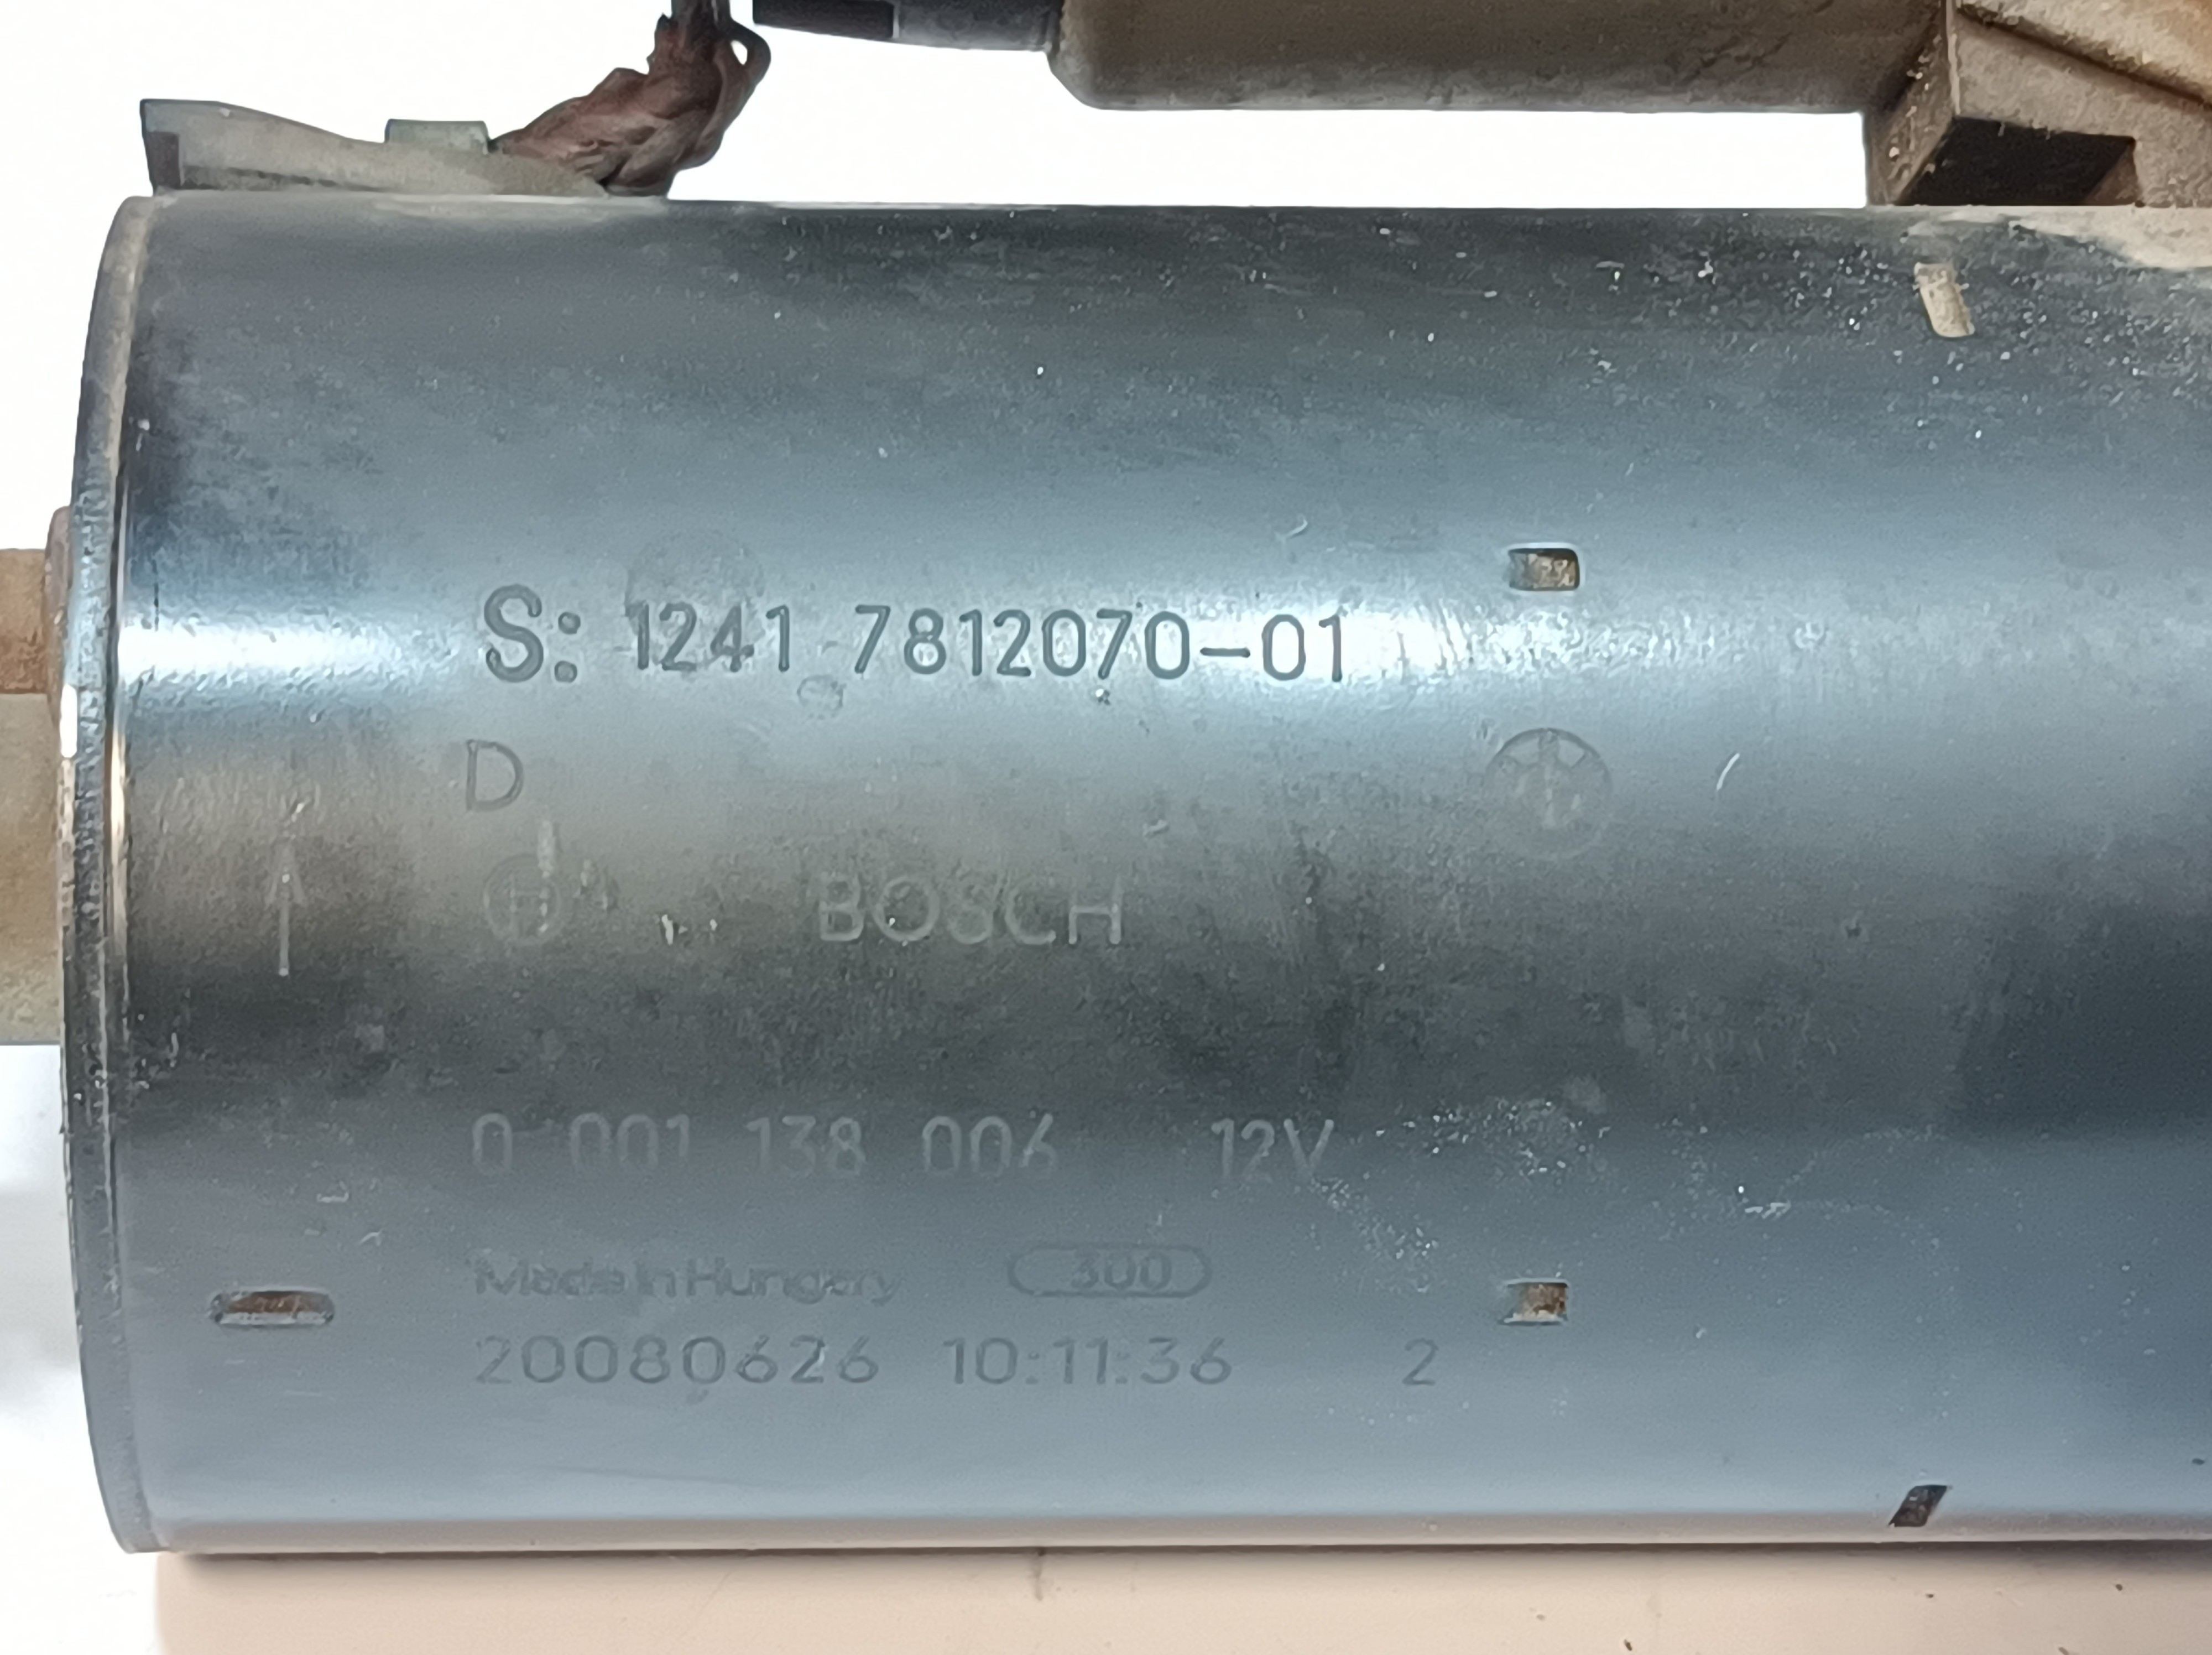 S: 1241 7812070-01
D
BOSCH
0 001 138 006 12V
Made in Hungary 300
20080626 10:11:36 2